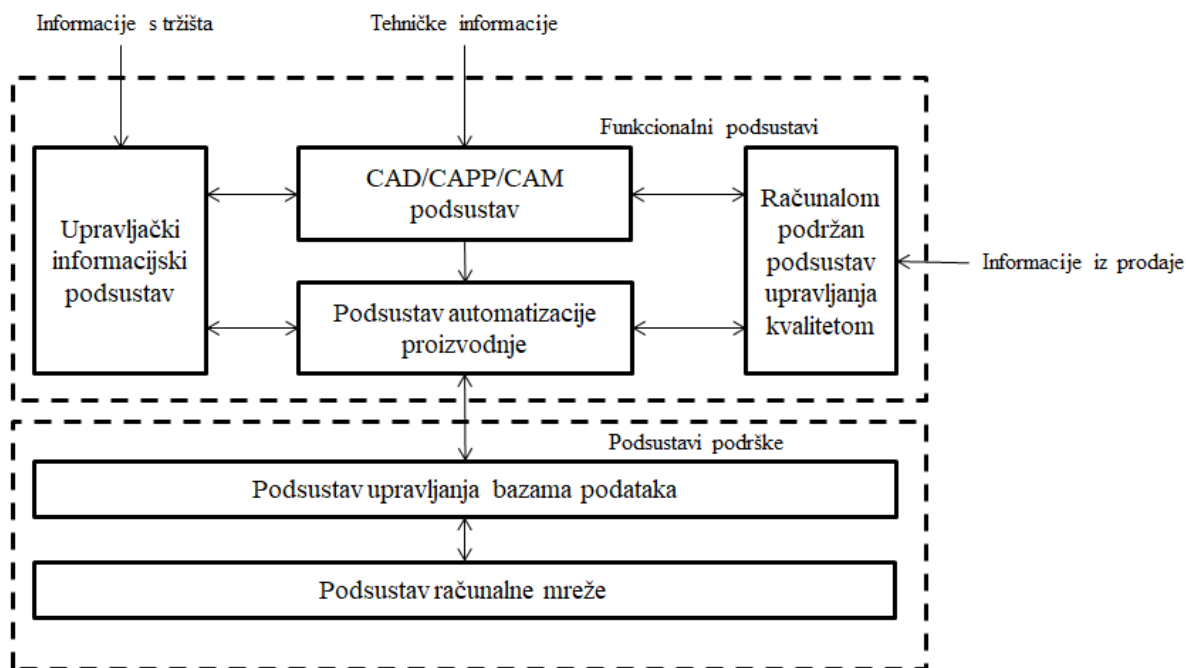 Informacije s tržišta
Tehničke informacije
Funkcionalni podsustavi
Upravljački
informacijski
podsustav
CAD/CAPP/CAM
podsustav
Podsustav automatizacije
proizvodnje
Računalom
podržan
podsustav
upravljanja
kvalitetom
Informacije iz prodaje
Podsustavi podrške
Podsustav upravljanja bazama podataka
Podsustav računalne mreže